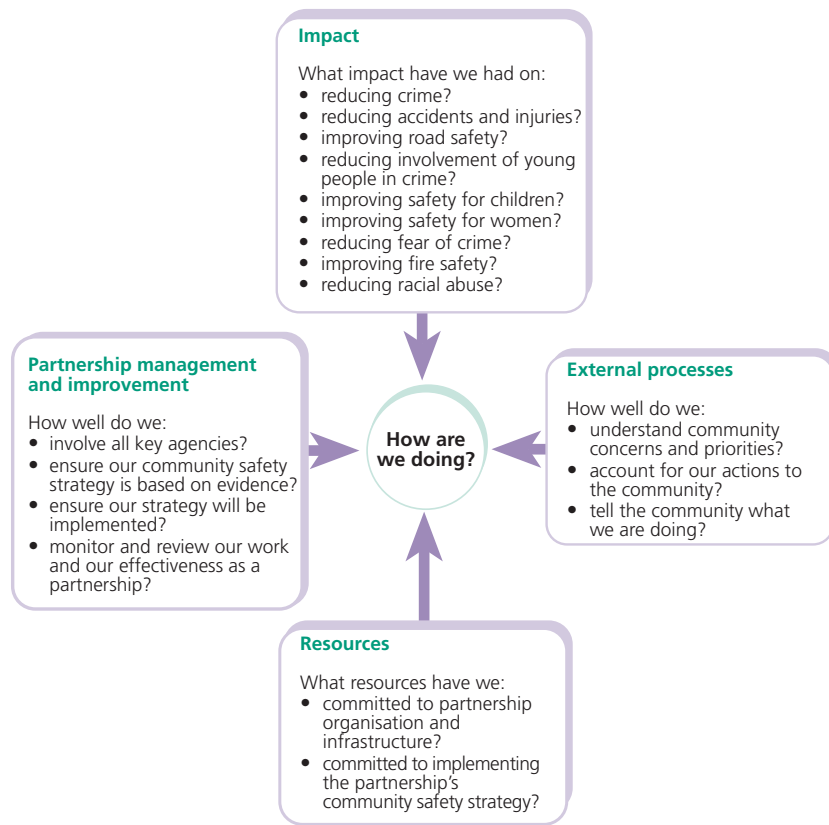 Impact
What impact have we had on:
• reducing crime?
• reducing accidents and injuries?
• improving road safety?
• reducing involvement of young
people in crime?
• improving safety for children?
• improving safety for women?
• reducing fear of crime?
• improving fire safety?
• reducing racial abuse?
Partnership management
and improvement
How well do we:
• involve all key agencies?
• ensure our community safety
strategy is based on evidence?
• ensure our strategy will be
implemented?
• monitor and review our work
and our effectiveness as a
partnership?
How are
we doing?
External processes
How well do we:
• understand community
concerns and priorities?
• account for our actions to
the community?
• tell the community what
we are doing?
Resources
What resources have we:
• committed to partnership
organisation and
infrastructure?
• committed to implementing
the partnership's
community safety strategy?